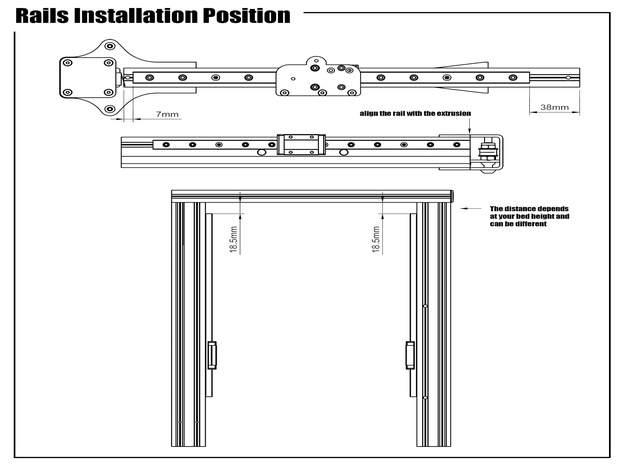 Rails Installation Position
7mm
38mm
align the rail with the extrusion
The distance depends
at your bed height and
can be different
18.5mm
18.5mm